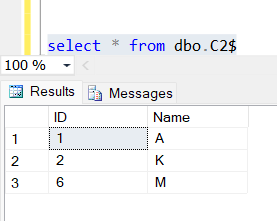 select * from dbo.C2$
100 %
Results Messages
ID Name
1 1 A
2 2 K
3 6 M